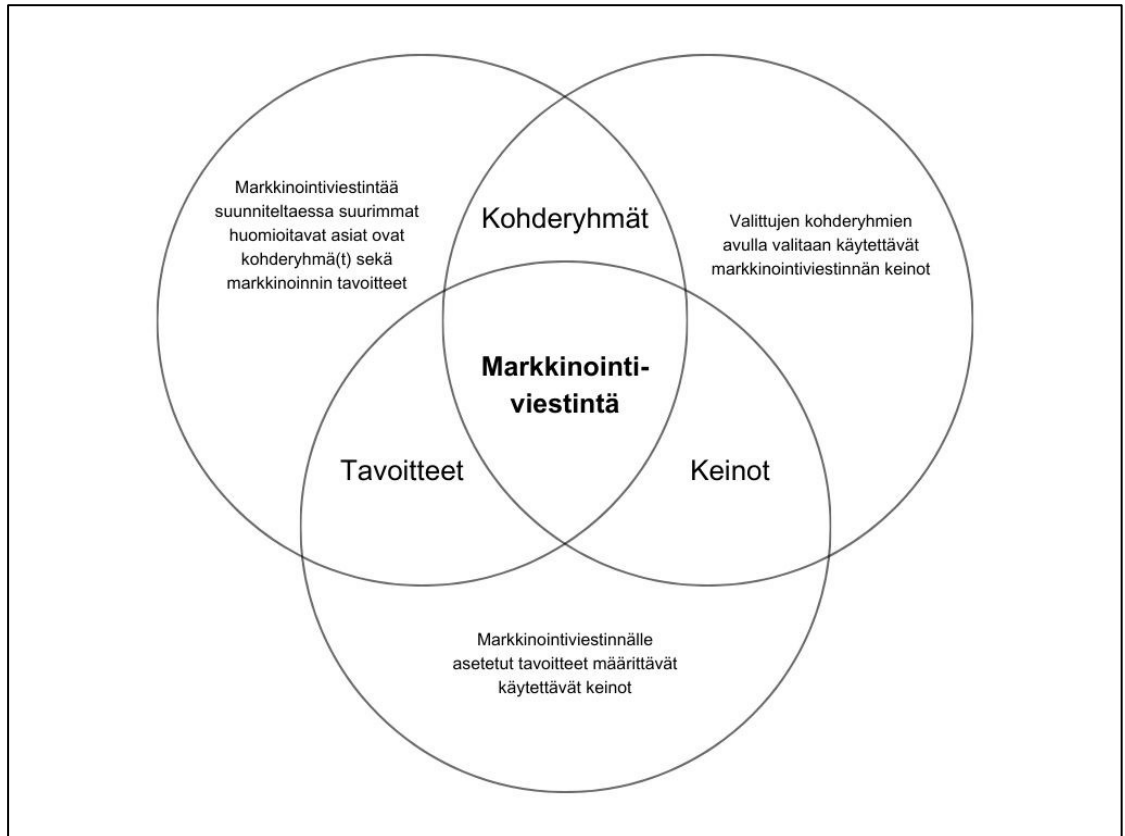 Markkinointiviestintää
suunniteltaessa suurimmat
huomioitavat asiat ovat
kohderyhmä(t) sekä
markkinoinnin tavoitteet
Kohderyhmät
Valittujen kohderyhmien
avulla valitaan käytettävät
markkinointiviestinnän keinot
Markkinointi-
viestintä
Tavoitteet
Keinot
Markkinointiviestinnälle
asetetut tavoitteet määrittävät
käytettävät keinot